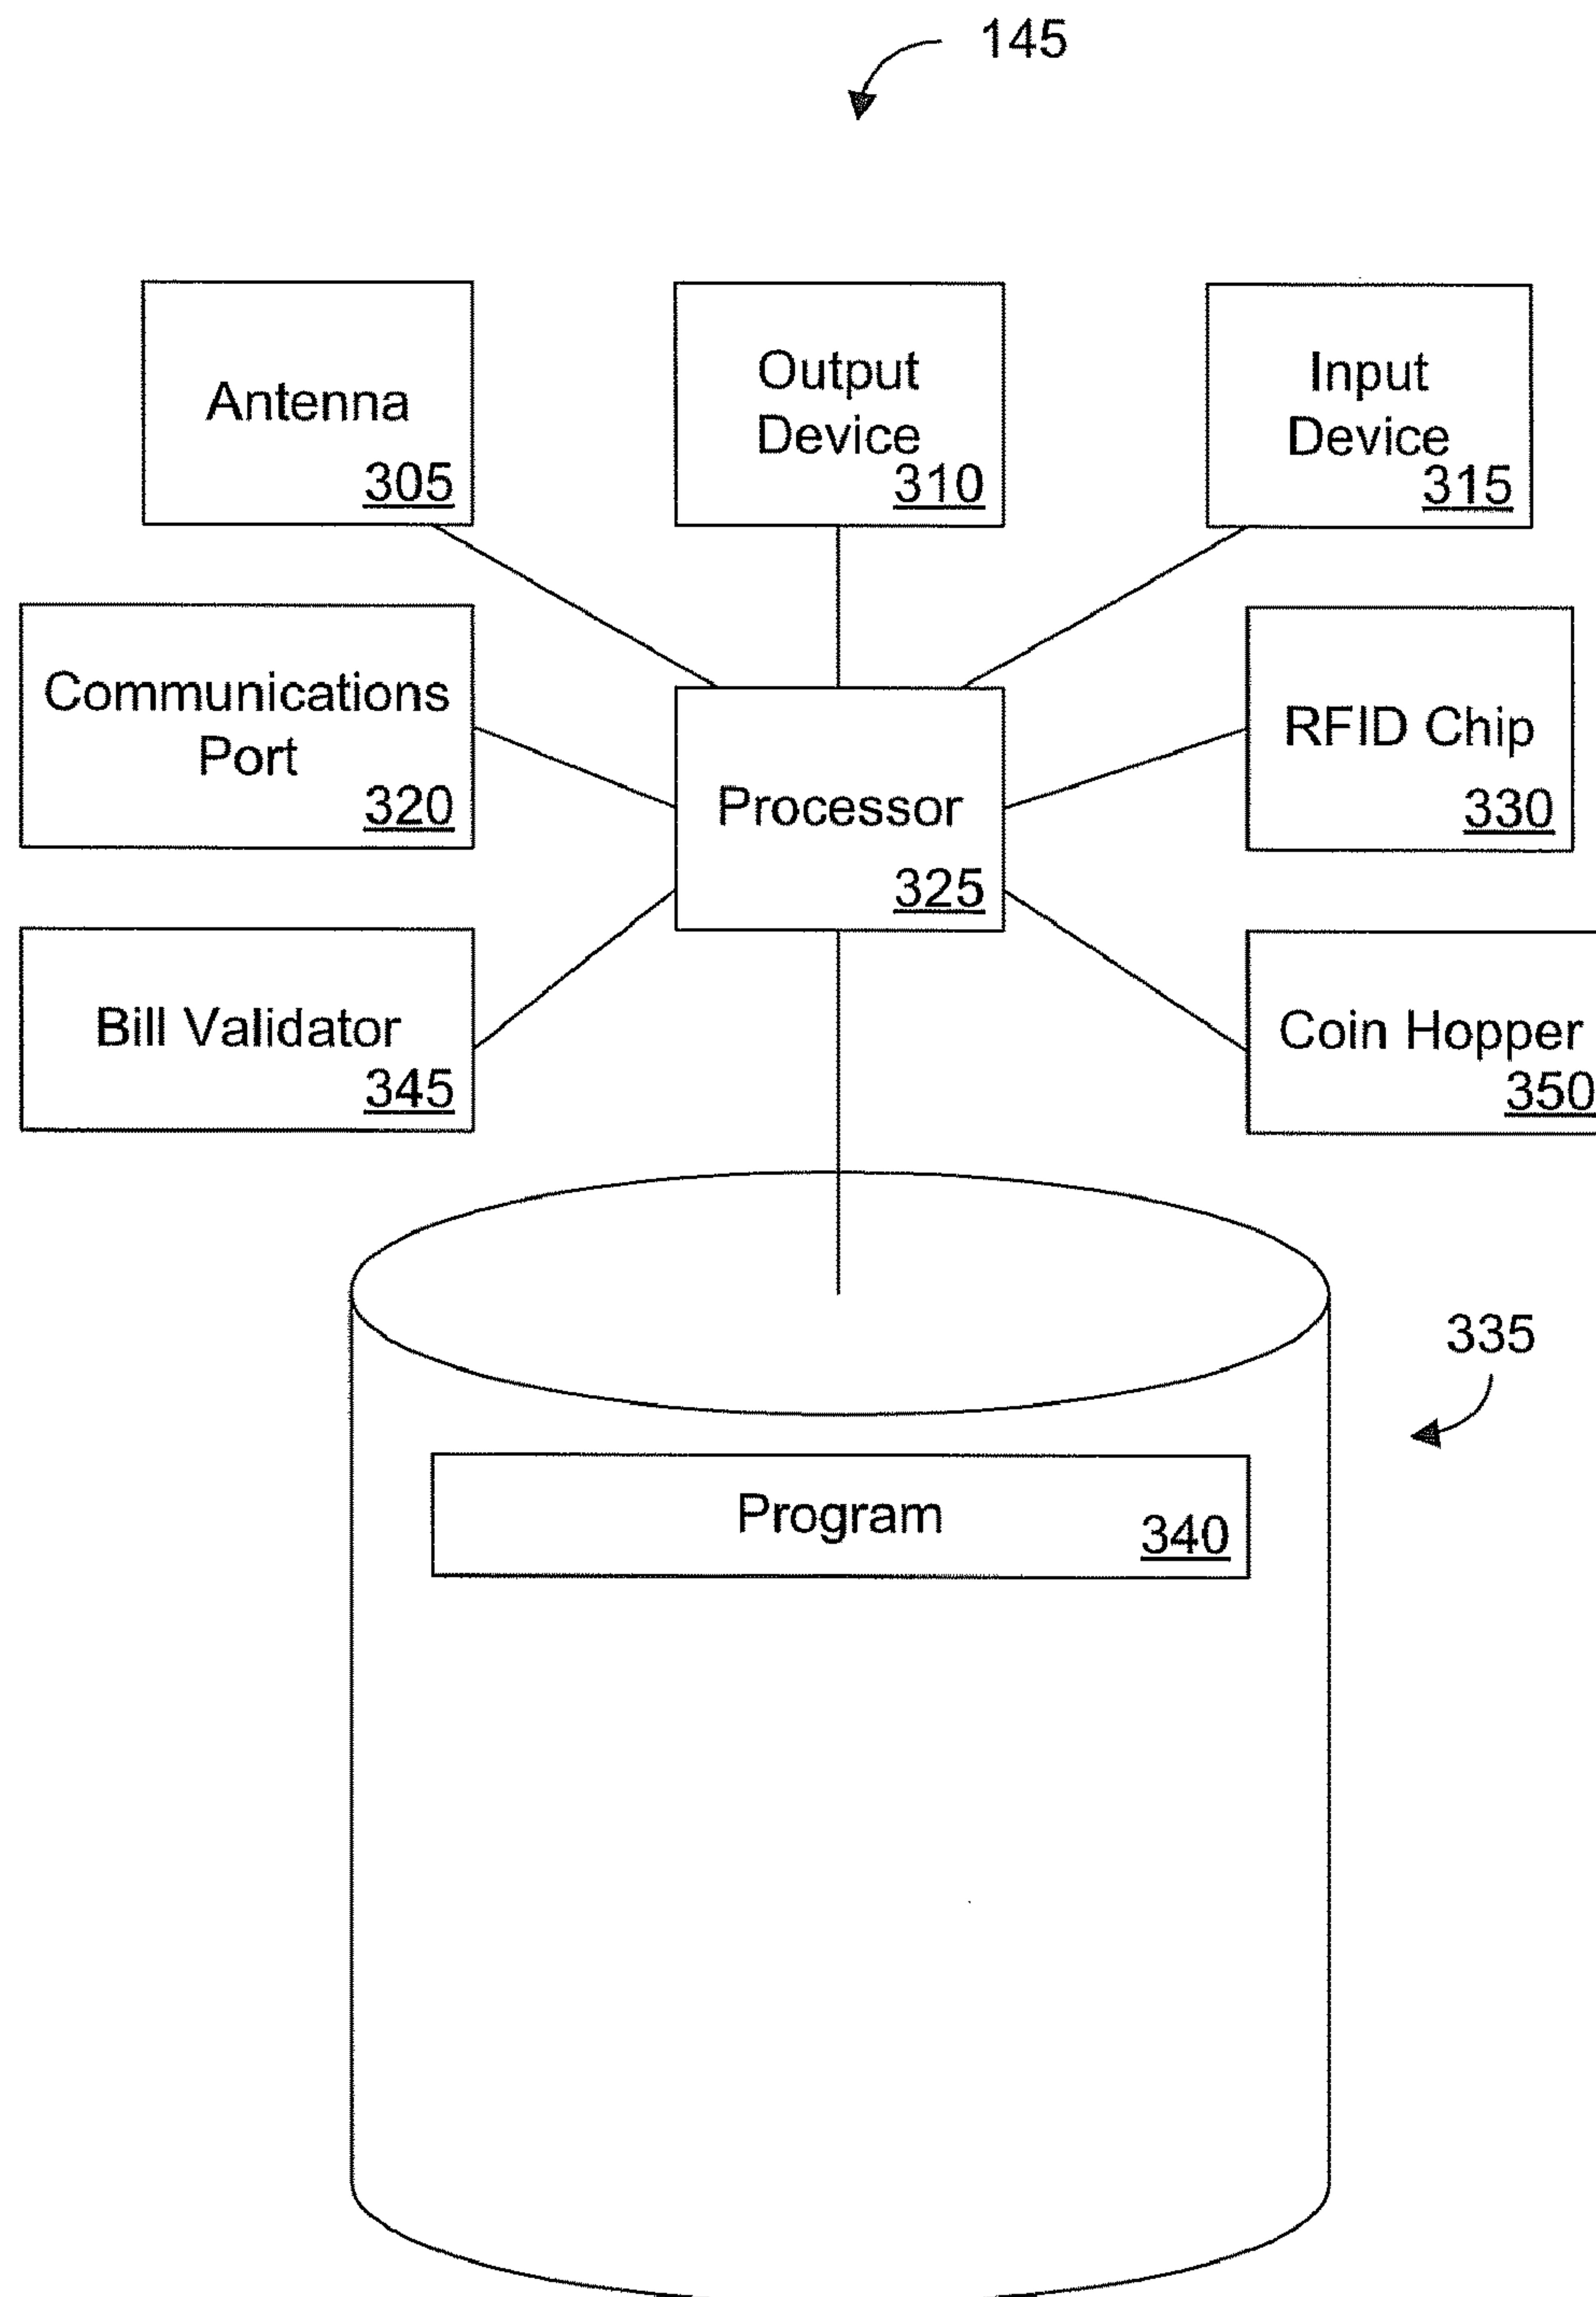 145
Antenna
305
Output
Device
310
Input
Device
315
Communications
Port
320
Processor
325
RFID Chip
330
Bill Validator
345
Coin Hopper
350
335
Program
340